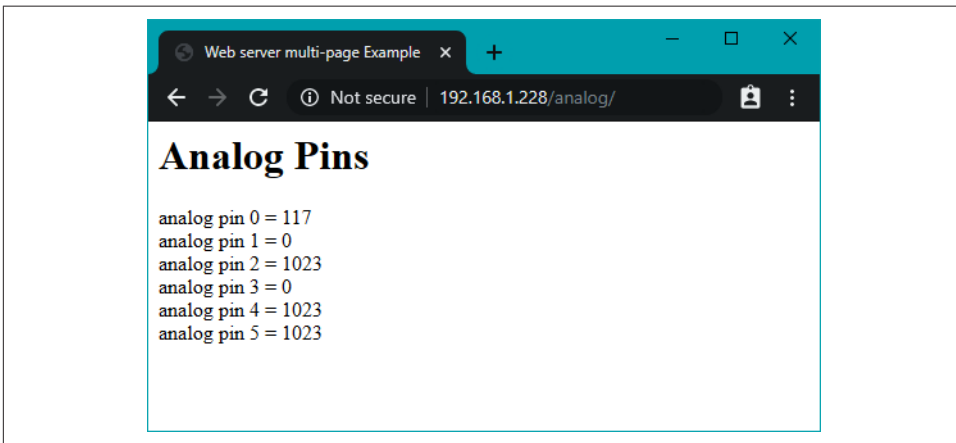 Web server multi-page Example
Not secure | 192.168.1.228/analog/
Analog Pins
analog pin 0 = 117
analog pin 1 = 0
analog pin 2 = 1023
analog pin 3 = 0
analog pin 4 = 1023
analog pin 5 = 1023